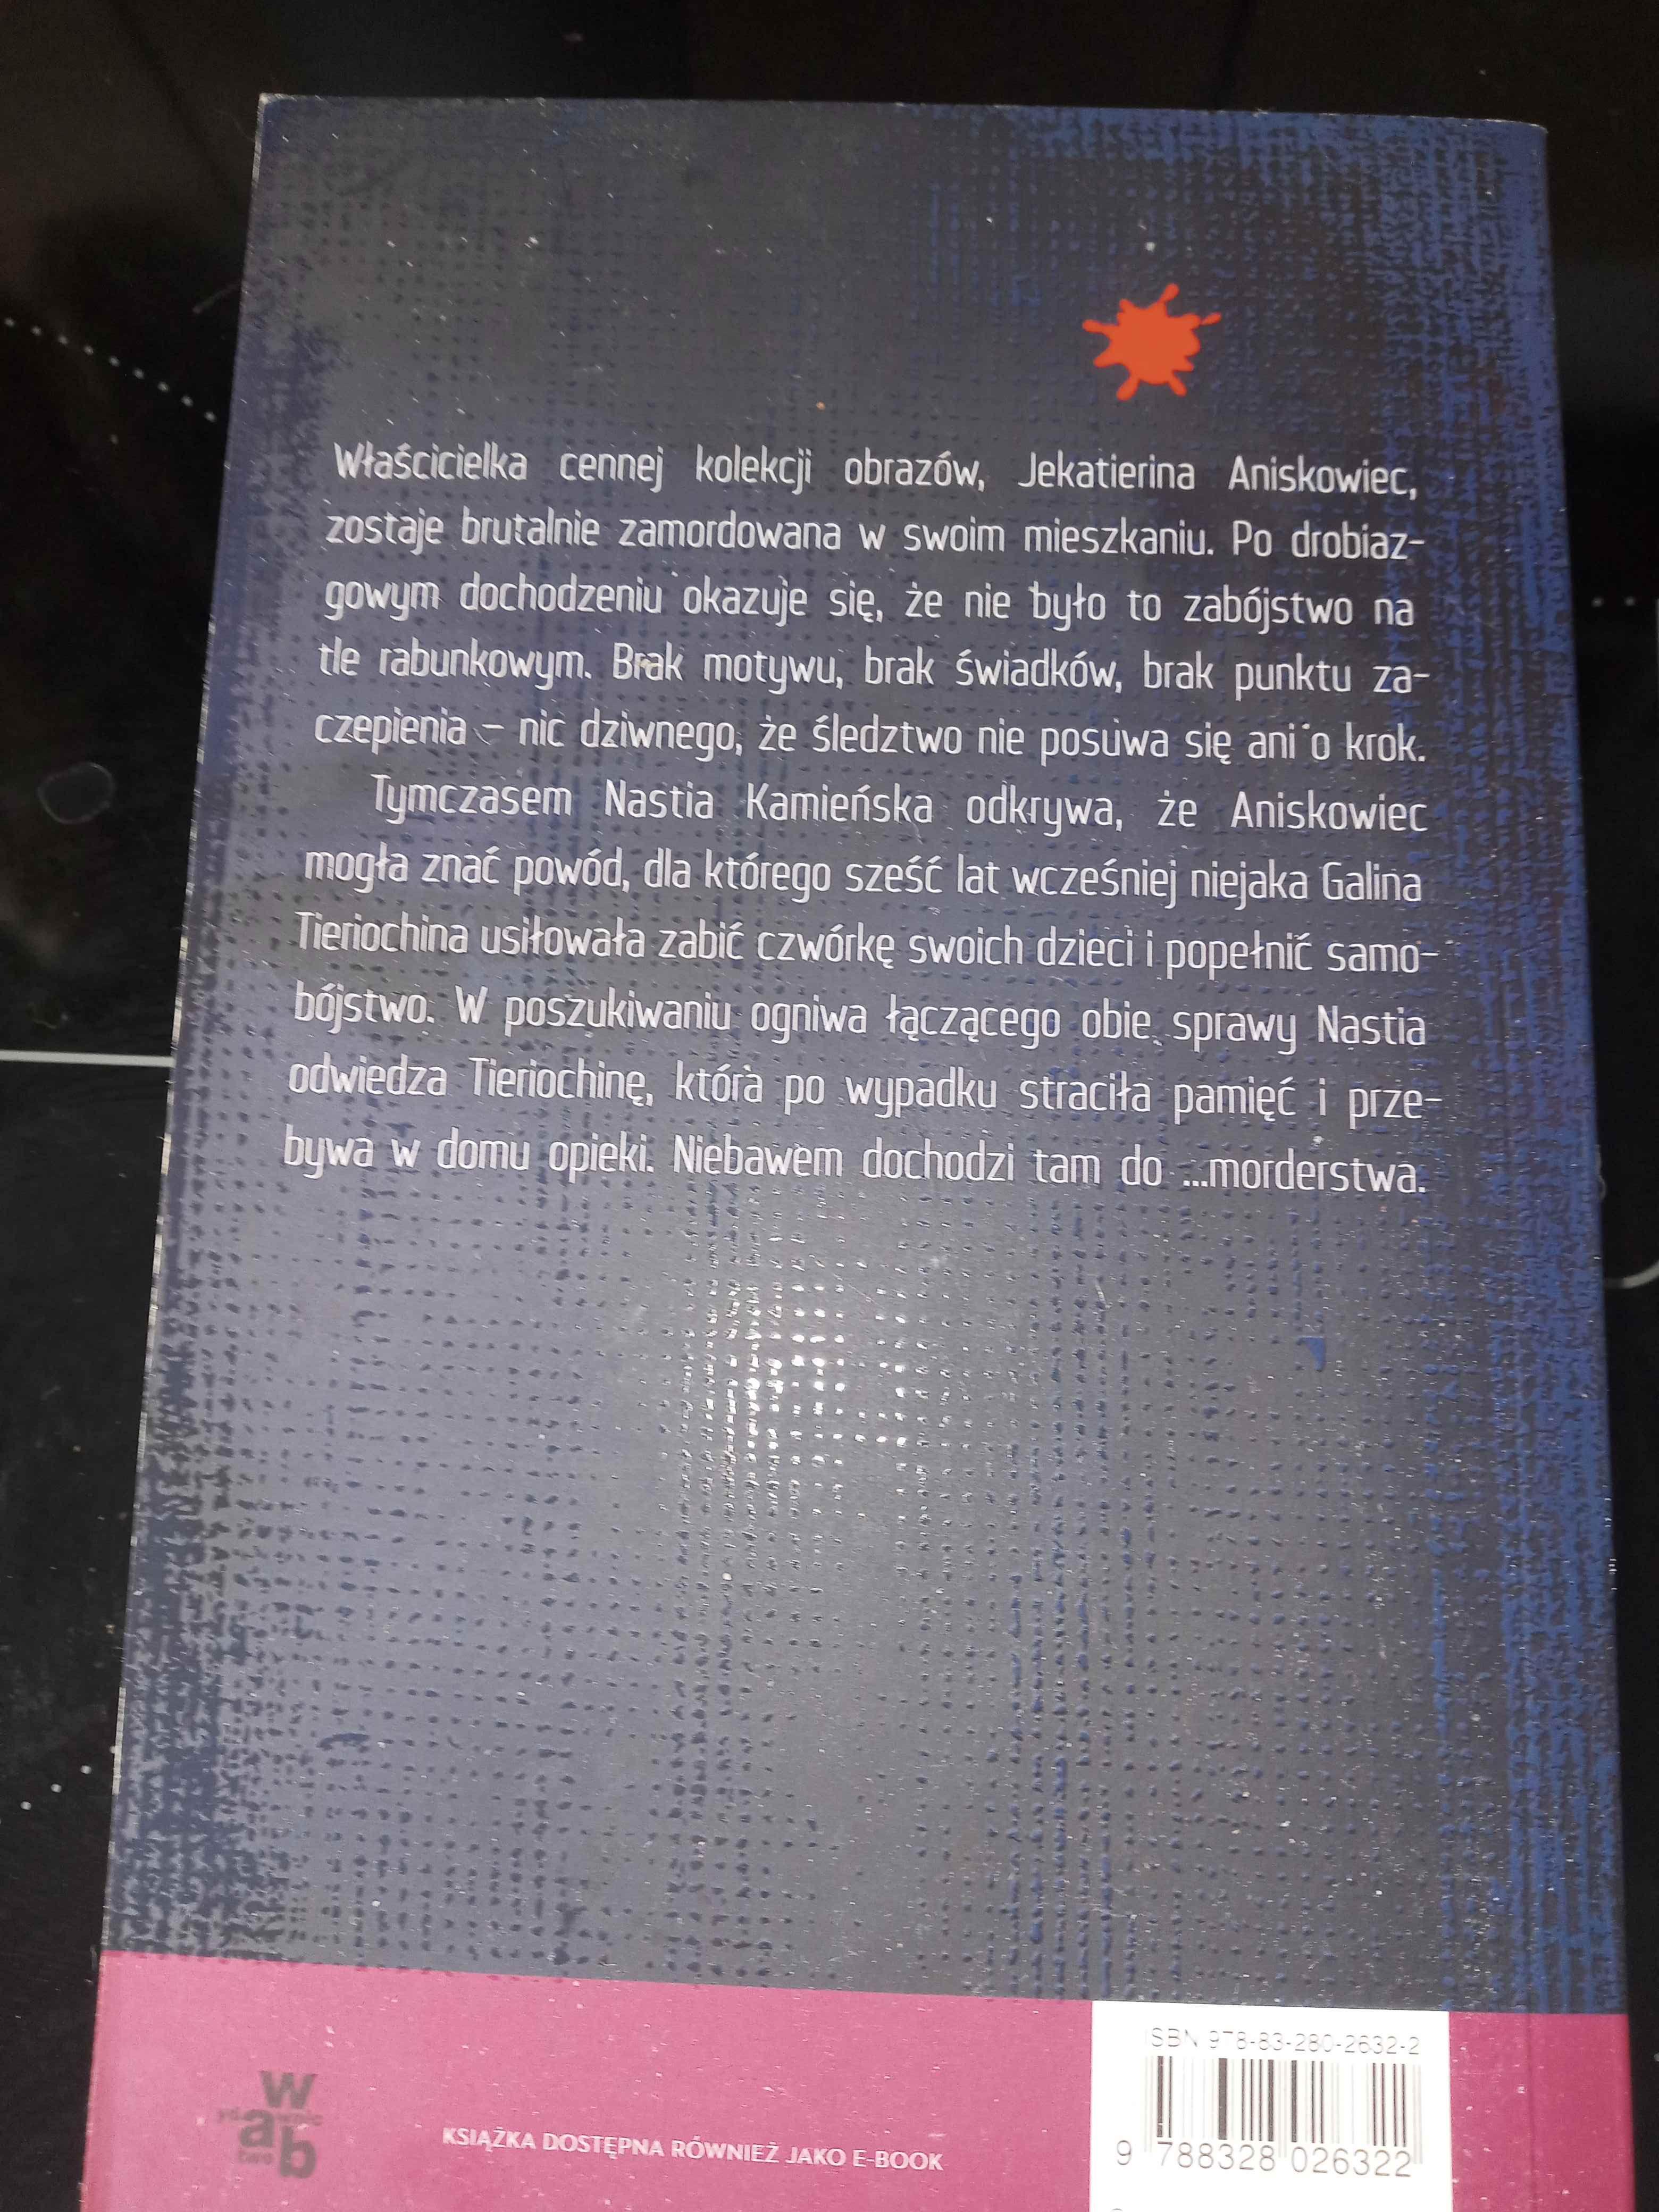 Właścicielka cennej kolekcji obrazów, Jekatierina Aniskowiec,
zostaje brutalnie zamordowana w swoim mieszkaniu. Po drobiaz-
gowym dochodzeniu okazuje się, że nie było to zabójstwo na
tle rabunkowym. Brak motywu, brak świadków, brak punktu za-
czepienia – nic dziwnego, że śledztwo nie posuwa się ani o krok.
Tymczasem Nastia Kamieńska odkrywa, że Aniskowiec
mogła znać powód, dla którego sześć lat wcześniej niejaka Galina
Tieriochina usiłowała zabić czwórkę swoich dzieci i popełnić samo-
bójstwo. W poszukiwaniu ogniwa łączącego obie sprawy Nastia
odwiedza Tieriochinę, która po wypadku straciła pamięć i prze-
bywa w domu opieki. Niebawem dochodzi tam do ...morderstwa.
ISBN 978-83-280-2632-2
9 788328 026322
w
a
b
KSIĄŻKA DOSTĘPNA RÓWNIEŻ JAKO E-BOOK